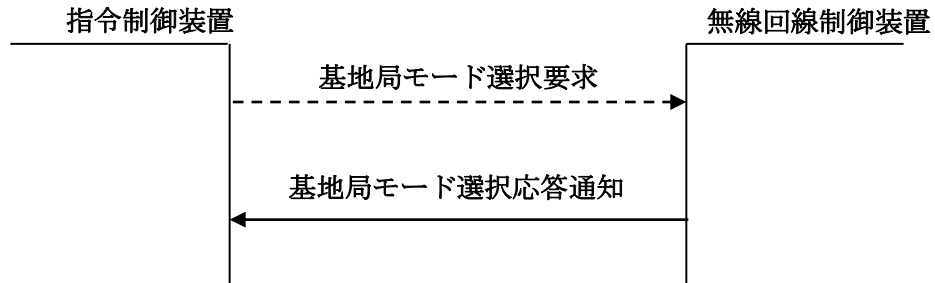 指令制御装置
無線回線制御装置
基地局モード選択要求
基地局モード選択応答通知